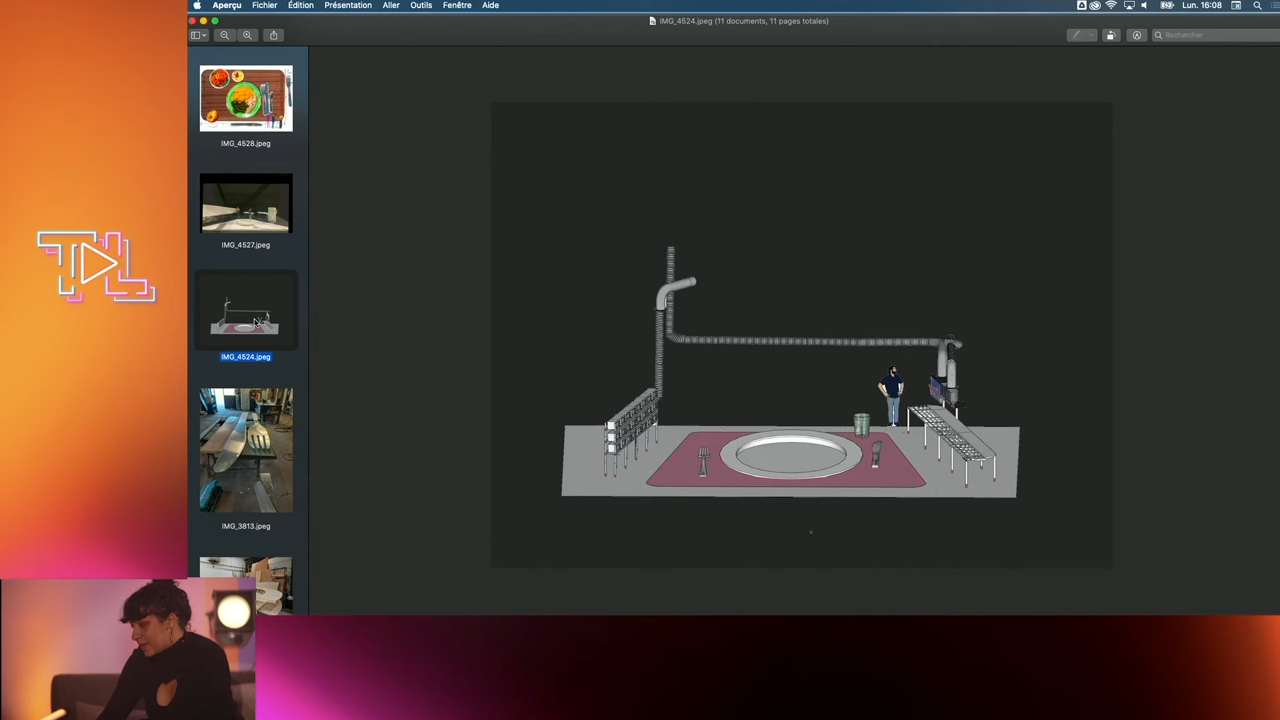 Aperçu Fichier Édition Présentation Aller Outils Fenêtre Aide
Lun. 16:08
IMG_4524.jpeg (11 documents, 11 pages totales)
Rechercher
IMG_4528.jpeg
IMG_4527.jpeg
IMG_4524.jpeg
IMG_3813.jpeg